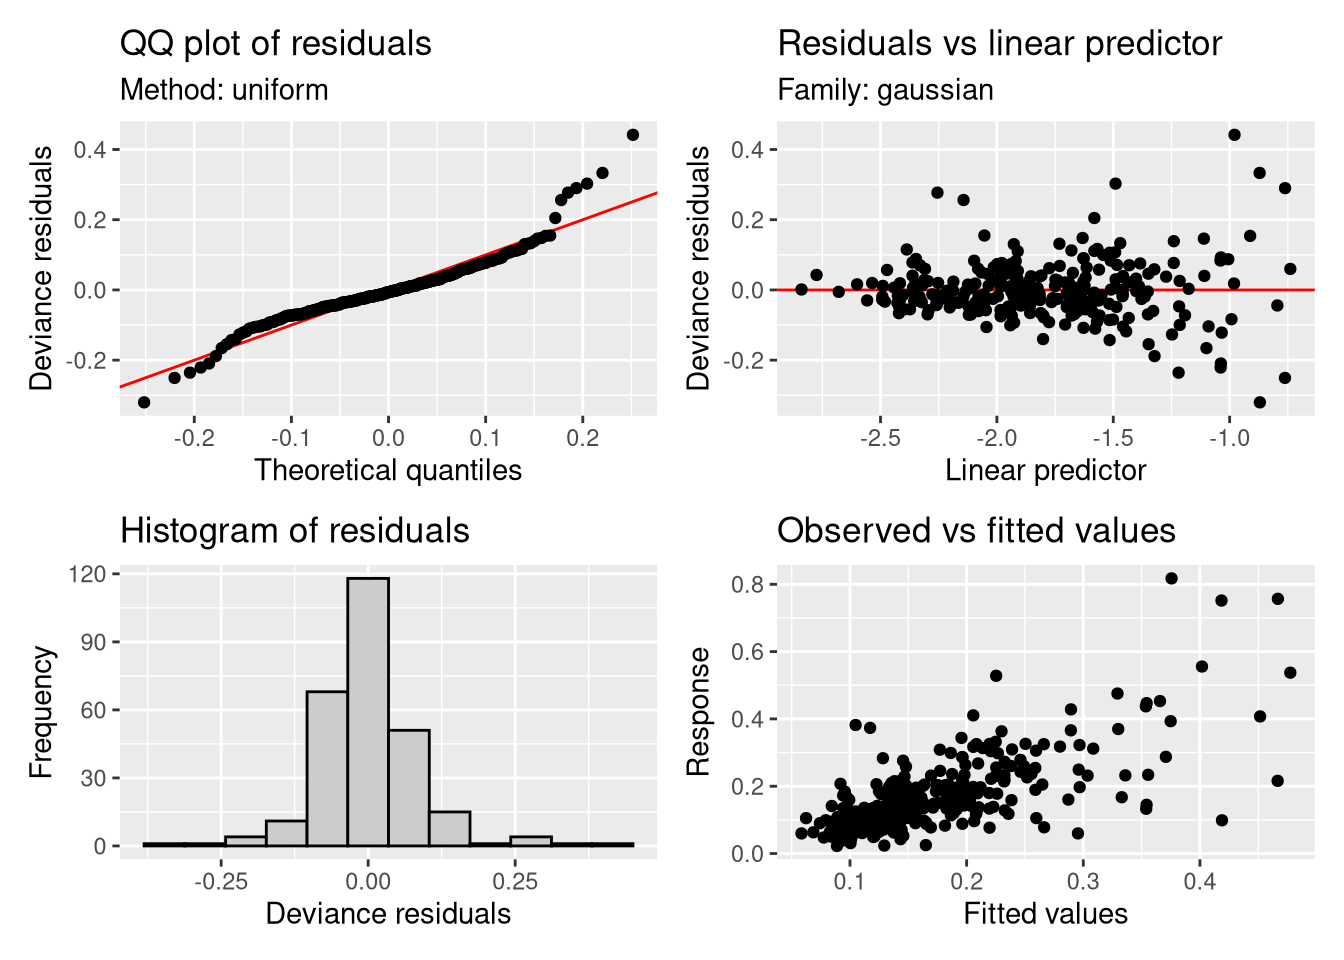 QQ plot of residuals
Method: uniform
Deviance residuals
0.4
0.2
0.0
-0.2
-0.2 -0.1 0.0 0.1 0.2
Theoretical quantiles
Residuals vs linear predictor
Family: gaussian
Deviance residuals
0.4
0.2
0.0
-0.2
-2.5 -2.0 -1.5 -1.0
Linear predictor
Histogram of residuals
Frequency
120
90
60
30
0
-0.25 0.00 0.25
Deviance residuals
Observed vs fitted values
Response
0.8
0.6
0.4
0.2
0.0
0.1 0.2 0.3 0.4
Fitted values